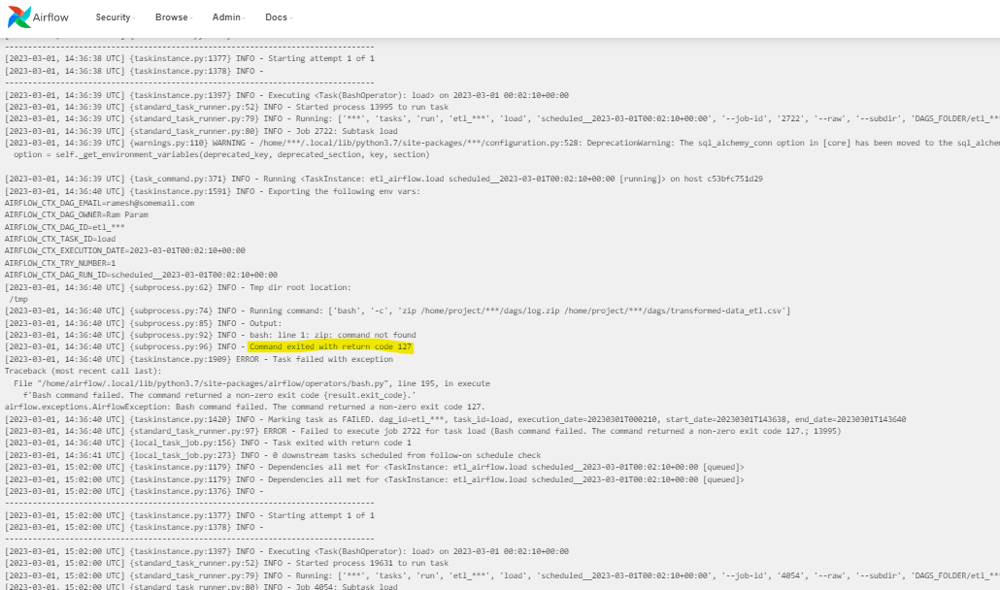 Airflow Security Browse Admin Docs
--------------------------------------------------------------------------------
[2023-03-01, 14:36:38 UTC] {taskinstance.py:1377} INFO - Starting attempt 1 of 1
[2023-03-01, 14:36:38 UTC] {taskinstance.py:1378} INFO -
--------------------------------------------------------------------------------
[2023-03-01, 14:36:39 UTC] {taskinstance.py:1397} INFO - Executing <Task(BashOperator): load> on 2023-03-01 00:02:10+00:00
[2023-03-01, 14:36:39 UTC] {standard_task_runner.py:52} INFO - Started process 13995 to run task
[2023-03-01, 14:36:39 UTC] {standard_task_runner.py:79} INFO - Running: ['***', 'tasks', 'run', 'etl_***', 'load', 'scheduled__2023-03-01T00:02:10+00:00', '--job-id', '2722', '--raw', '--subdir', 'DAGS_FOLDER/etl_***
[2023-03-01, 14:36:39 UTC] {standard_task_runner.py:80} INFO - Job 2722: Subtask load
[2023-03-01, 14:36:39 UTC] {warnings.py:110} WARNING - /home/***/.local/lib/python3.7/site-packages/***/configuration.py:528: DeprecationWarning: The sql_alchemy_conn option in [core] has been moved to the sql_alche
option = self._get_environment_variables(deprecated_key, deprecated_section, key, section)
[2023-03-01, 14:36:39 UTC] {task_command.py:371} INFO - Running <TaskInstance: etl_airflow.load scheduled__2023-03-01T00:02:10+00:00 [running]> on host c53bfc751d29
[2023-03-01, 14:36:40 UTC] {taskinstance.py:1591} INFO - Exporting the following env vars:
AIRFLOW_CTX_DAG_EMAIL=ramesh@somemail.com
AIRFLOW_CTX_DAG_OWNER=Ram Param
AIRFLOW_CTX_DAG_ID=etl_***
AIRFLOW_CTX_TASK_ID=load
AIRFLOW_CTX_EXECUTION_DATE=2023-03-01T00:02:10+00:00
AIRFLOW_CTX_TRY_NUMBER=1
AIRFLOW_CTX_DAG_RUN_ID=scheduled__2023-03-01T00:02:10+00:00
[2023-03-01, 14:36:40 UTC] {subprocess.py:62} INFO - Tmp dir root location:
/tmp
[2023-03-01, 14:36:40 UTC] {subprocess.py:74} INFO - Running command: ['bash', '-c', 'zip /home/project/***/dags/log.zip /home/project/***/dags/transformed-data_etl.csv']
[2023-03-01, 14:36:40 UTC] {subprocess.py:85} INFO - Output:
[2023-03-01, 14:36:40 UTC] {subprocess.py:92} INFO - bash: line 1: zip: command not found
[2023-03-01, 14:36:40 UTC] {subprocess.py:96} INFO - Command exited with return code 127
[2023-03-01, 14:36:40 UTC] {taskinstance.py:1909} ERROR - Task failed with exception
Traceback (most recent call last):
File "/home/airflow/.local/lib/python3.7/site-packages/airflow/operators/bash.py", line 195, in execute
f'Bash command failed. The command returned a non-zero exit code {result.exit_code}.'
airflow.exceptions.AirflowException: Bash command failed. The command returned a non-zero exit code 127.
[2023-03-01, 14:36:40 UTC] {taskinstance.py:1420} INFO - Marking task as FAILED. dag_id=etl_***, task_id=load, execution_date=20230301T000210, start_date=20230301T143638, end_date=20230301T143640
[2023-03-01, 14:36:40 UTC] {standard_task_runner.py:97} ERROR - Failed to execute job 2722 for task load (Bash command failed. The command returned a non-zero exit code 127.; 13995)
[2023-03-01, 14:36:40 UTC] {local_task_job.py:156} INFO - Task exited with return code 1
[2023-03-01, 14:36:41 UTC] {local_task_job.py:273} INFO - 0 downstream tasks scheduled from follow-on schedule check
[2023-03-01, 15:02:00 UTC] {taskinstance.py:1179} INFO - Dependencies all met for <TaskInstance: etl_airflow.load scheduled__2023-03-01T00:02:10+00:00 [queued]>
[2023-03-01, 15:02:00 UTC] {taskinstance.py:1179} INFO - Dependencies all met for <TaskInstance: etl_airflow.load scheduled__2023-03-01T00:02:10+00:00 [queued]>
[2023-03-01, 15:02:00 UTC] {taskinstance.py:1376} INFO -
--------------------------------------------------------------------------------
[2023-03-01, 15:02:00 UTC] {taskinstance.py:1377} INFO - Starting attempt 1 of 1
[2023-03-01, 15:02:00 UTC] {taskinstance.py:1378} INFO -
--------------------------------------------------------------------------------
[2023-03-01, 15:02:00 UTC] {taskinstance.py:1397} INFO - Executing <Task(BashOperator): load> on 2023-03-01 00:02:10+00:00
[2023-03-01, 15:02:00 UTC] {standard_task_runner.py:52} INFO - Started process 19631 to run task
[2023-03-01, 15:02:00 UTC] {standard_task_runner.py:79} INFO - Running: ['***', 'tasks', 'run', 'etl_***', 'load', 'scheduled__2023-03-01T00:02:10+00:00', '--job-id', '4054', '--raw', '--subdir', 'DAGS_FOLDER/etl_***
[2023-03-01, 15:02:00 UTC] {standard_task_runner.py:80} INFO - Job 4054: Subtask load